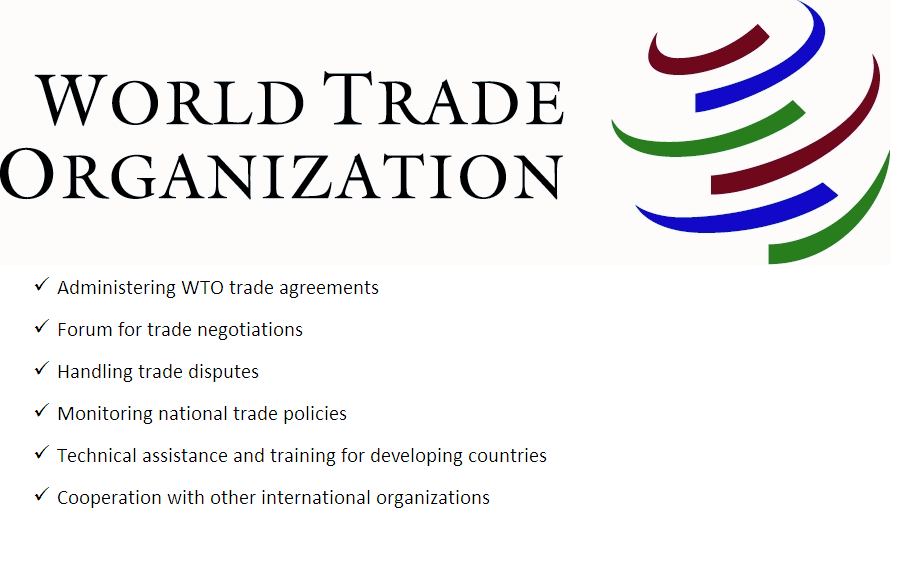 WORLD TRADE
ORGANIZATION
✓ Administering WTO trade agreements
✓ Forum for trade negotiations
✓ Handling trade disputes
✓ Monitoring national trade policies
✓ Technical assistance and training for developing countries
✓ Cooperation with other international organizations